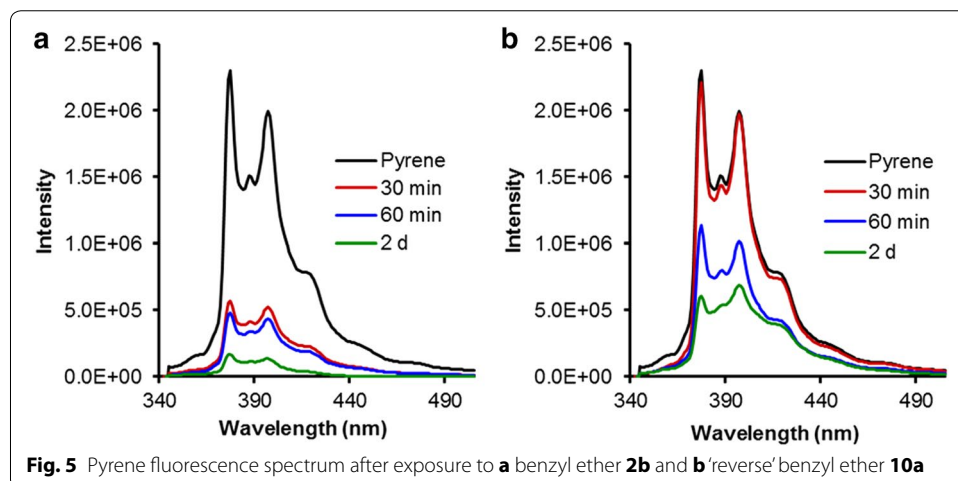 a
2.5E+06
2.0E+06
1.5E+06
1.0E+06
5.0E+05
0.0E+00
Intensity
340 390 440 490
Wavelength (nm)
Pyrene
30 min
60 min
2 d
b
2.5E+06
2.0E+06
1.5E+06
1.0E+06
5.0E+05
0.0E+00
Intensity
340 390 440 490
Wavelength (nm)
Pyrene
30 min
60 min
2 d
Fig. 5 Pyrene fluorescence spectrum after exposure to a benzyl ether 2b and b 'reverse' benzyl ether 10a